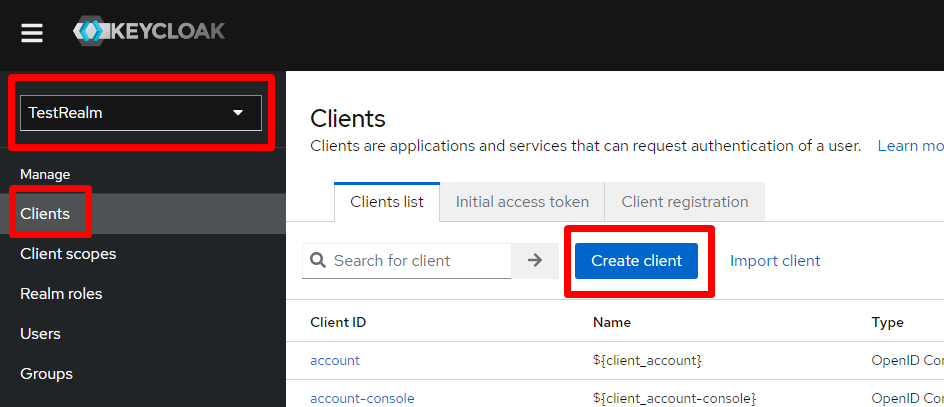 KEYCLOAK
TestRealm
Manage
Clients
Client scopes
Realm roles
Users
Groups
Clients
Clients are applications and services that can request authentication of a user. Learn mo
Clients list Initial access token Client registration
Search for client Create client Import client
Client ID Name Type
account ${client_account} OpenID Con
account-console ${client_account-console} OpenID Con